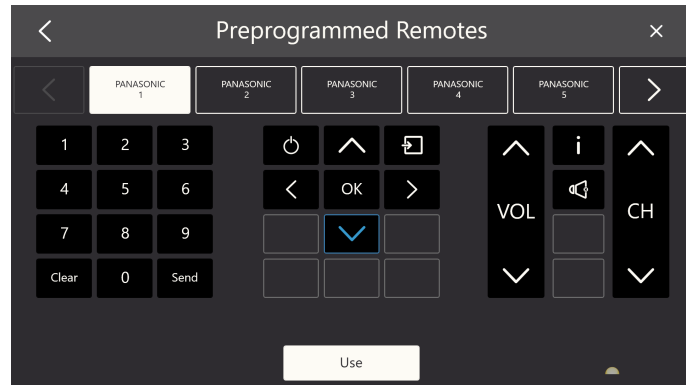 Preprogrammed Remotes
PANASONIC
1
PANASONIC
2
PANASONIC
3
PANASONIC
4
PANASONIC
5
1 2 3
4 5 6
7 8 9
Clear 0 Send
OK
VOL
i
CH
Use